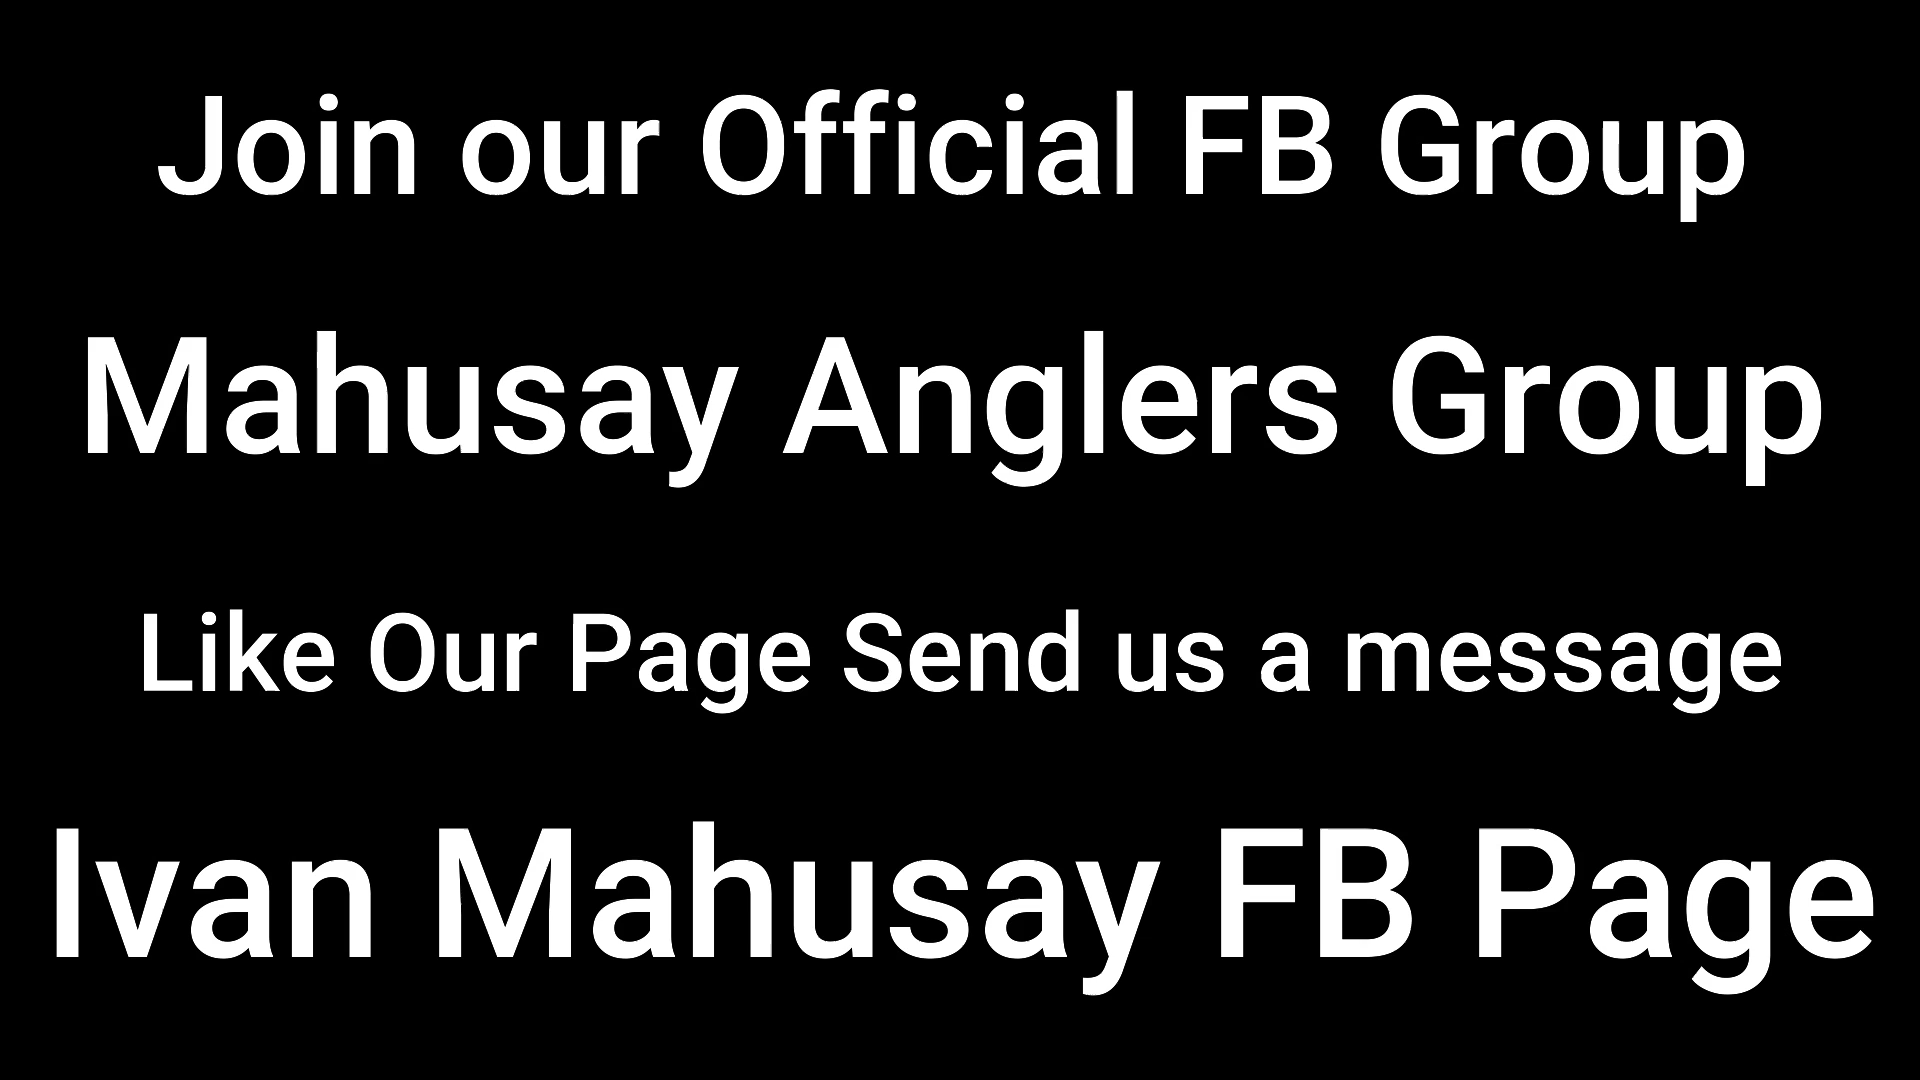 Join our Official FB Group
Mahusay Anglers Group
Like Our Page Send us a message
Ivan Mahusay FB Page